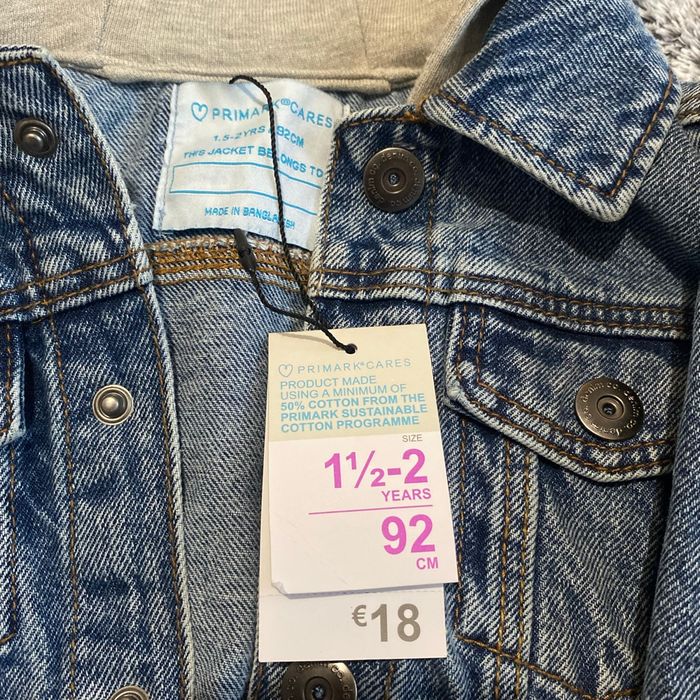 ♡ PRIMARK®CARES
1.5-2YRS 92CM
THIS JACKET BELONGS TO
MADE IN BANGLADESH
♡ PRIMARK®CARES
PRODUCT MADE
USING A MINIMUM OF
50% COTTON FROM THE
PRIMARK SUSTAINABLE
COTTON PROGRAMME
SIZE
1½-2
YEARS
92
CM
€18